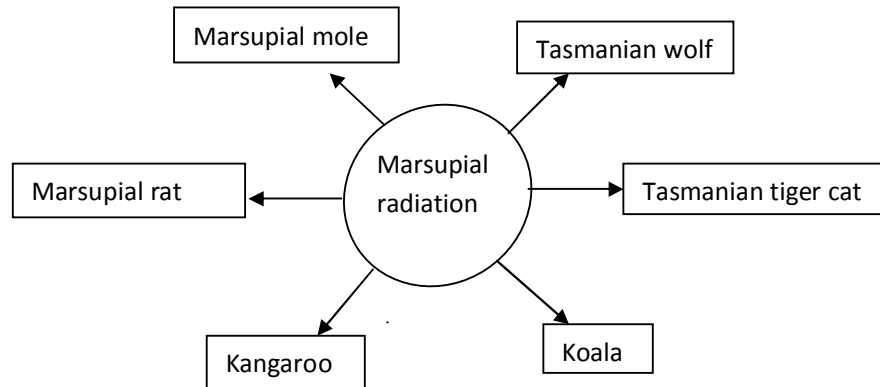 Marsupial mole
Tasmanian wolf
Marsupial
radiation
Marsupial rat
Tasmanian tiger cat
Kangaroo
Koala